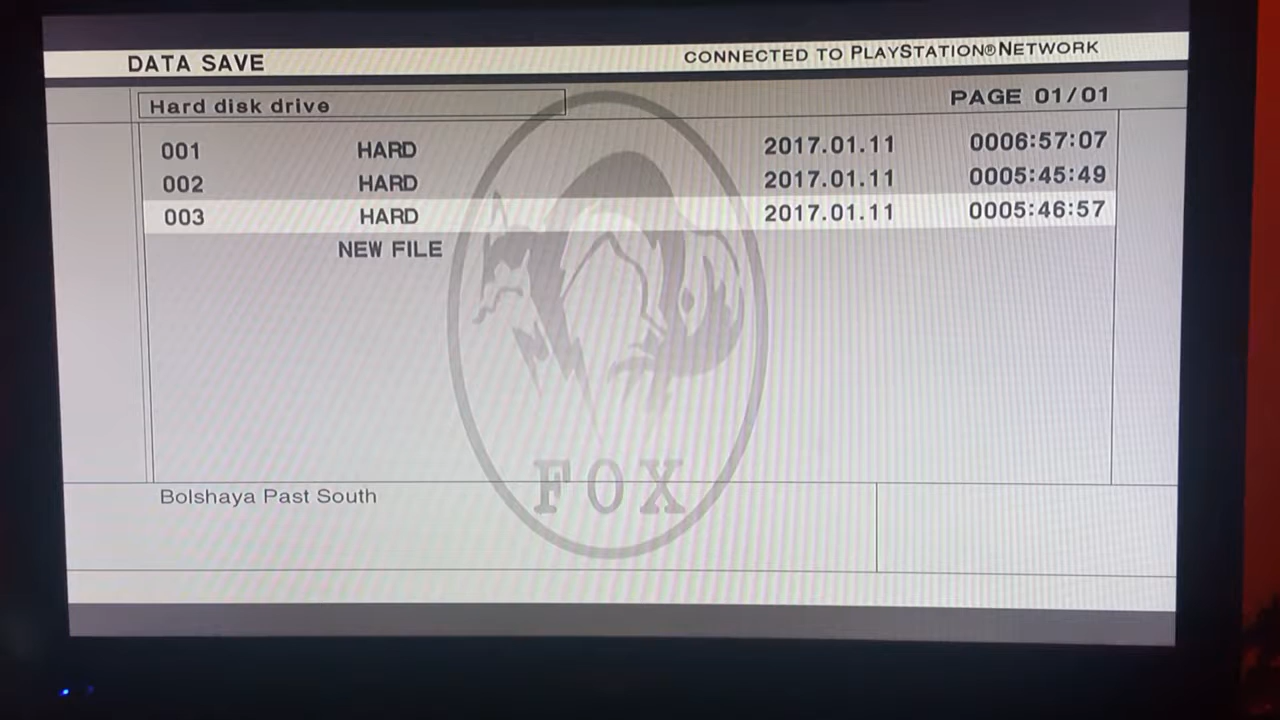 DATA SAVE CONNECTED TO PLAYSTATION®NETWORK
Hard disk drive PAGE 01/01
001 HARD 2017.01.11 0006:57:07
002 HARD 2017.01.11 0005:45:49
003 HARD 2017.01.11 0005:46:57
NEW FILE
FOX
Bolshaya Past South